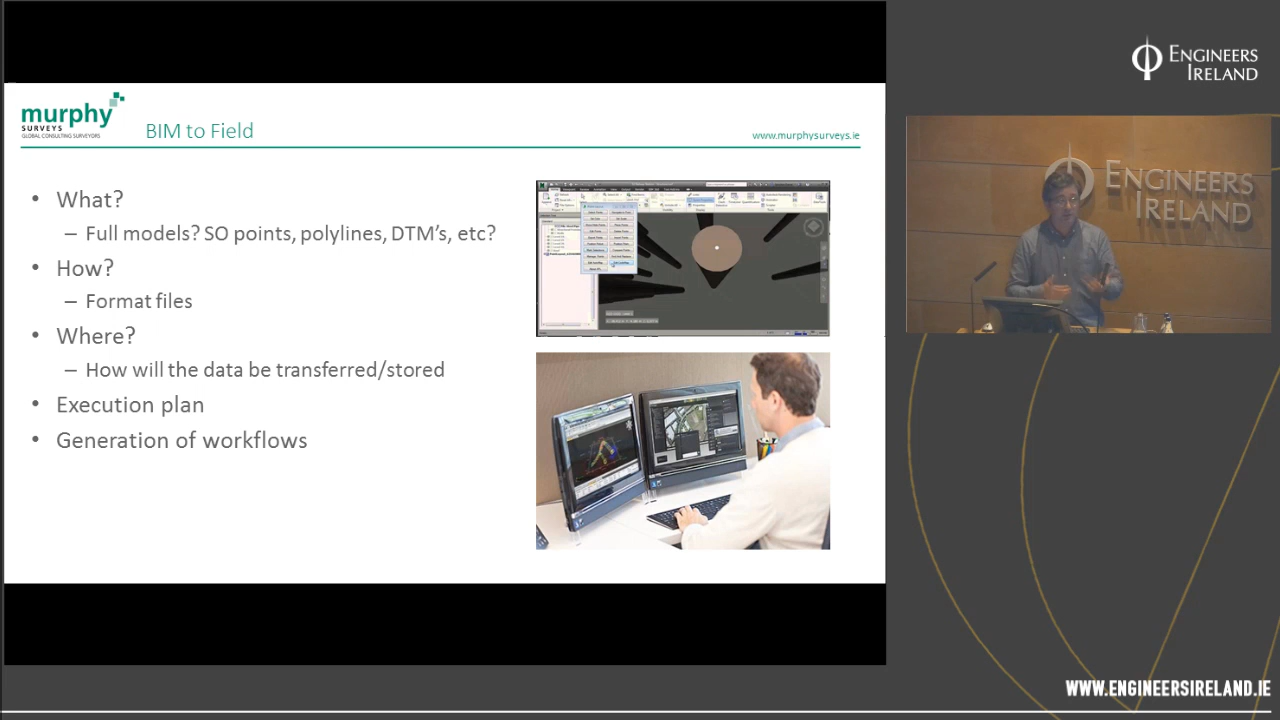 ENGINEERS
IRELAND
murphy
SURVEYS
GLOBAL CONSULTING SURVEYORS
BIM to Field
www.murphysurveys.ie
• What?
– Full models? SO points, polylines, DTM's, etc?
• How?
– Format files
• Where?
– How will the data be transferred/stored
• Execution plan
• Generation of workflows
ENGINEERS
IRELAND
WWW.ENGINEERSIRELAND.IE